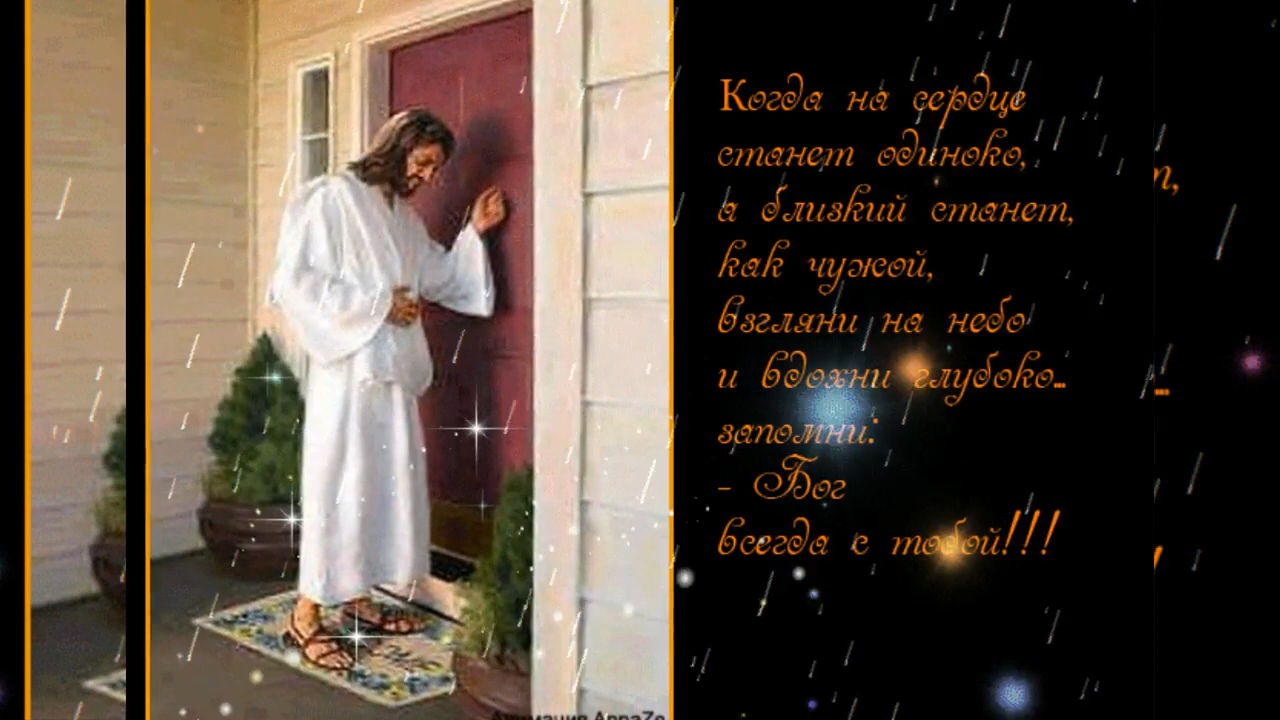 Когда на сердце
станет одиноко,
а близкий станет,
как чужой,
взгляни на небо
и вдохни глубоко...
запомни:
- Бог
всегда с тобой!!!